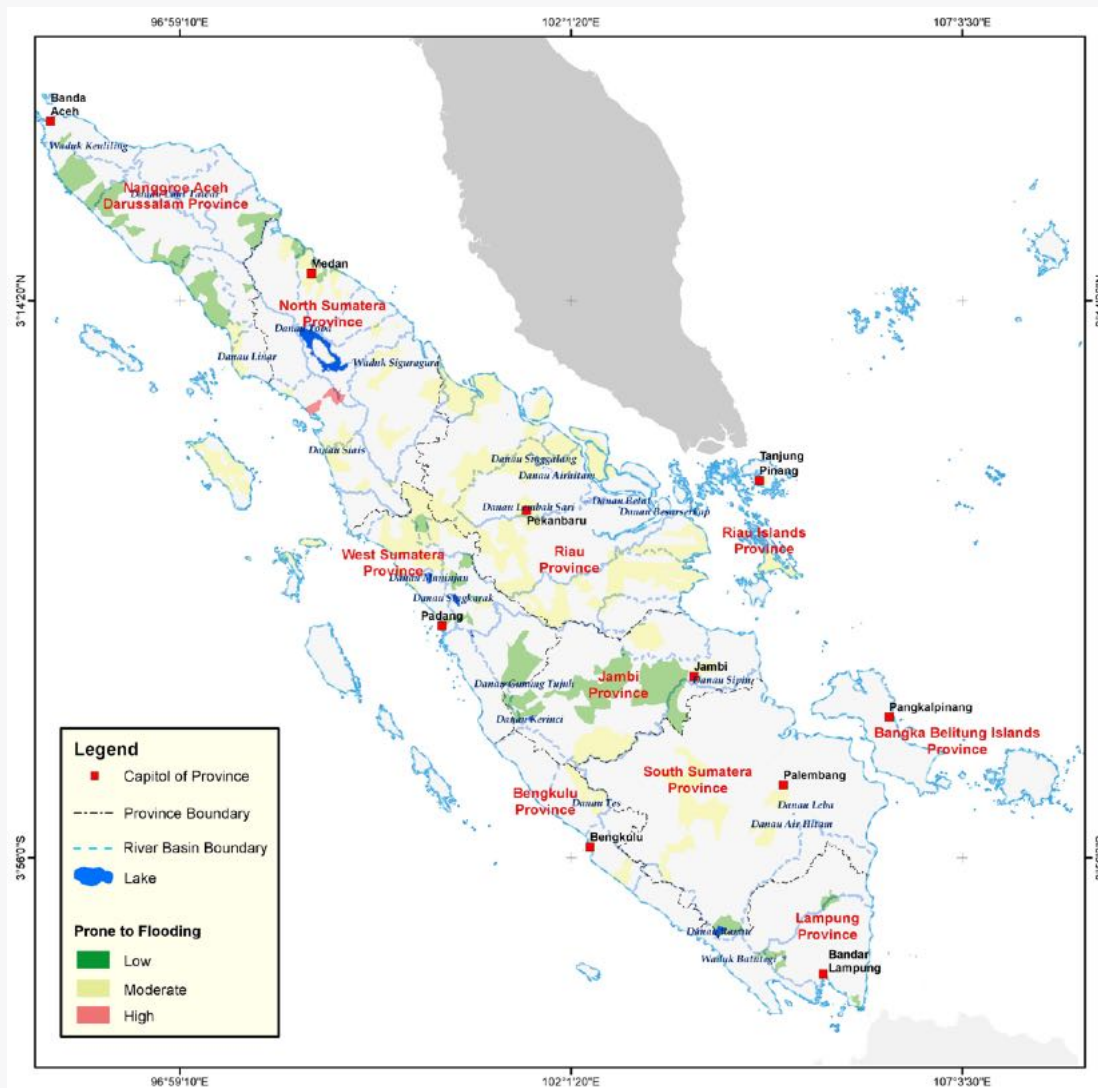 96°59'10"E
102°1'20"E
107°3'30"E
Banda
Aceh
Waduk Keuliling
Nanggroe Aceh
Darussalam Province
Medan
3°14'20"N
North Sumatera
Province
Danau Toba
Danau Linar
Waduk Siguragura
Danau Siais
Danau Singgalang
Danau Airhitam
Tanjung
Pinang
Danau Lembah Sari
Danau Belat
Danau Besarserkap
Pekanbaru
Riau Islands
Province
West Sumatera
Province
Riau
Province
Danau Maninjau
Danau Singkarak
Padang
Jambi
Danau Gunung Tujuh
Jambi
Province
Danau Sipin
Danau Kerinci
Pangkalpinang
Bangka Belitung Islands
Province
South Sumatera
Province
Palembang
Bengkulu
Province
Danau Tes
Danau Leba
Danau Air Hitam
Bengkulu
3°56'0"S
Lampung
Province
Danau Ranau
Waduk Batutegi
Bandar
Lampung
Legend
Capitol of Province
Province Boundary
River Basin Boundary
Lake
Prone to Flooding
Low
Moderate
High
96°59'10"E
102°1'20"E
107°3'30"E